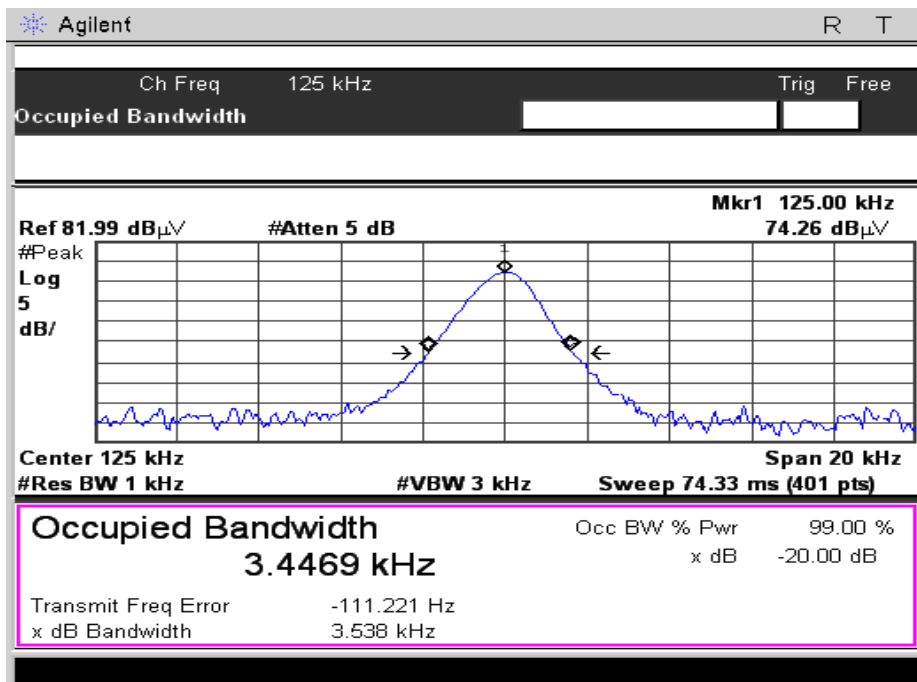 Agilent R T
Ch Freq 125 kHz Trig Free
Occupied Bandwidth
Mkr1 125.00 kHz
Ref 81.99 dBµV #Atten 5 dB 74.26 dBµV
#Peak
Log
5
dB/
1
Center 125 kHz Span 20 kHz
#Res BW 1 kHz #VBW 3 kHz Sweep 74.33 ms (401 pts)
Occupied Bandwidth Occ BW % Pwr 99.00 %
3.4469 kHz x dB -20.00 dB
Transmit Freq Error -111.221 Hz
x dB Bandwidth 3.538 kHz